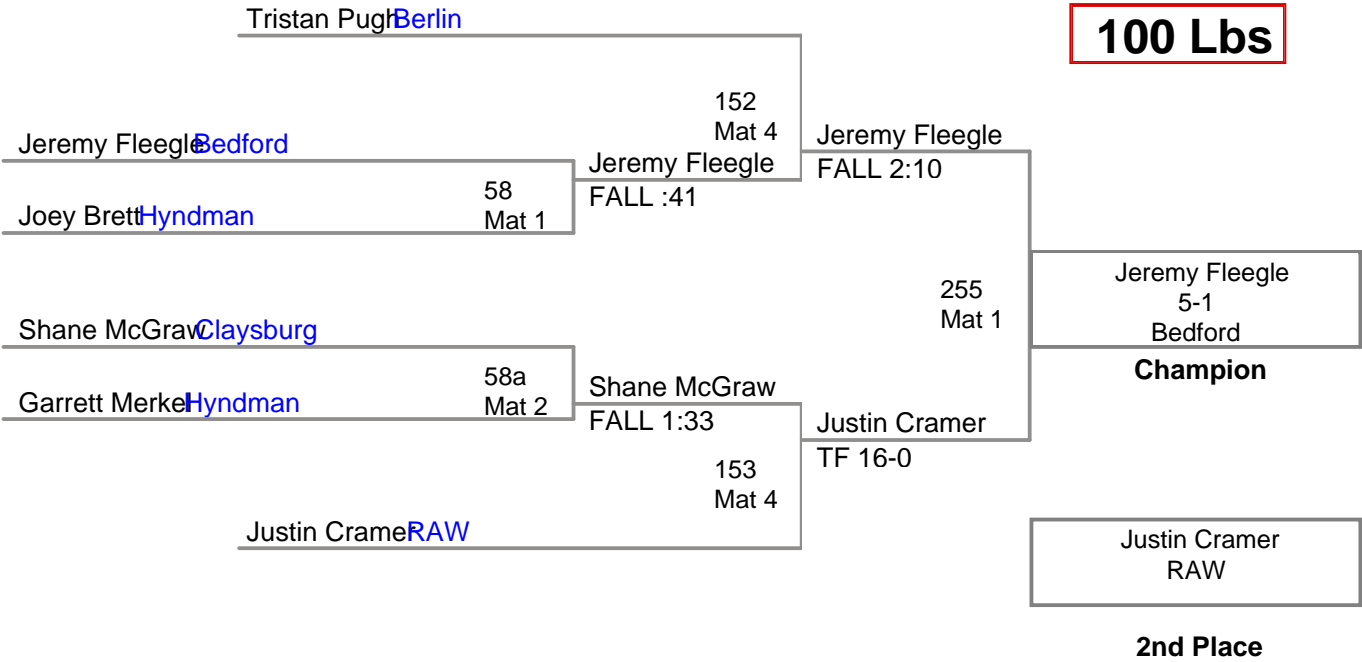 Tristan Pugh Berlin
100 Lbs
152
Mat 4
Jeremy Fleegle Bedford
Jeremy Fleegle
FALL :41
Jeremy Fleegle
FALL 2:10
58
Mat 1
Joey Brett Hyndman
255
Mat 1
Jeremy Fleegle
5-1
Bedford
Champion
Shane McGraw Claysburg
58a
Mat 2
Garrett Merkel Hyndman
Shane McGraw
FALL 1:33
Justin Cramer
TF 16-0
153
Mat 4
Justin Cramer RAW
Justin Cramer
RAW
2nd Place